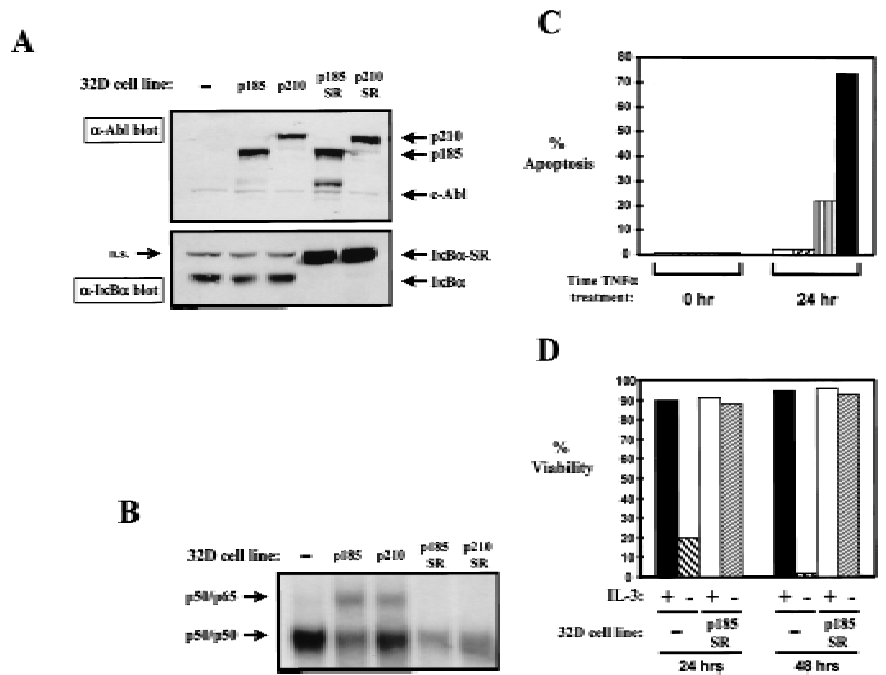 A
32D cell line: – p185 p210 p185 SR p210 SR
α-Abl blot
p210
p185
c-Abl
n.s.
IκBα-SR
α-IκBα blot
IκBα
B
32D cell line: – p185 p210 p185 SR p210 SR
p50/p65
p50/p50
C
80
70
60
50
40
30
20
10
0
% Apoptosis
Time TNFα treatment: 0 hr 24 hr
D
100
90
80
70
60
50
40
30
20
10
0
% Viability
IL-3: + - + - + - + -
32D cell line: – p185 SR – p185 SR
24 hrs 48 hrs